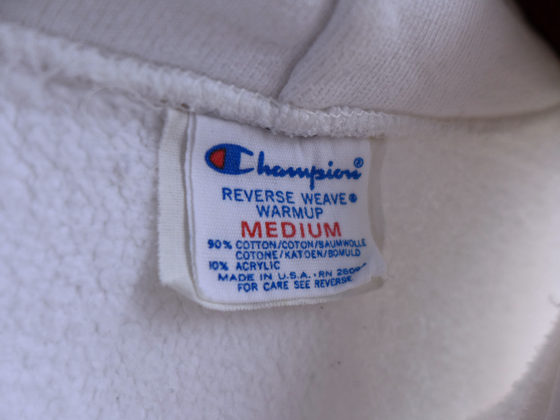 Champion®
REVERSE WEAVE®
WARMUP
MEDIUM
90% COTTON/COTON/BAUMWOLLE
COTONE/KATOEN/BOMULD
10% ACRYLIC
MADE IN U.S.A. · RN
FOR CARE SEE REVERSE